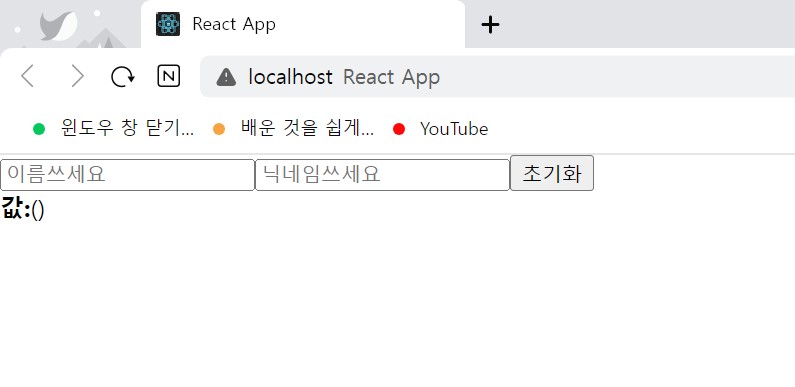 React App
N
localhost React App
윈도우 창 닫기... 배운 것을 쉽게... YouTube
이름쓰세요 닉네임쓰세요 초기화
값:()